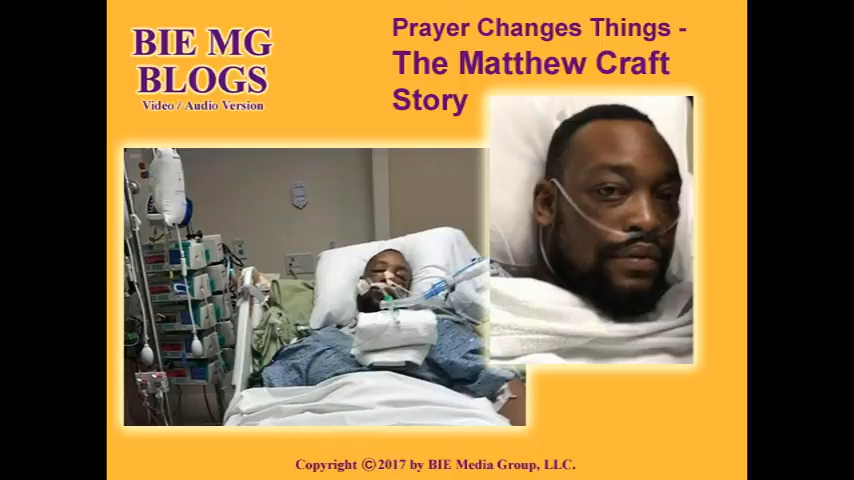 BIE MG
BLOGS
Video / Audio Version
Prayer Changes Things -
The Matthew Craft
Story
Copyright ©2017 by BIE Media Group, LLC.